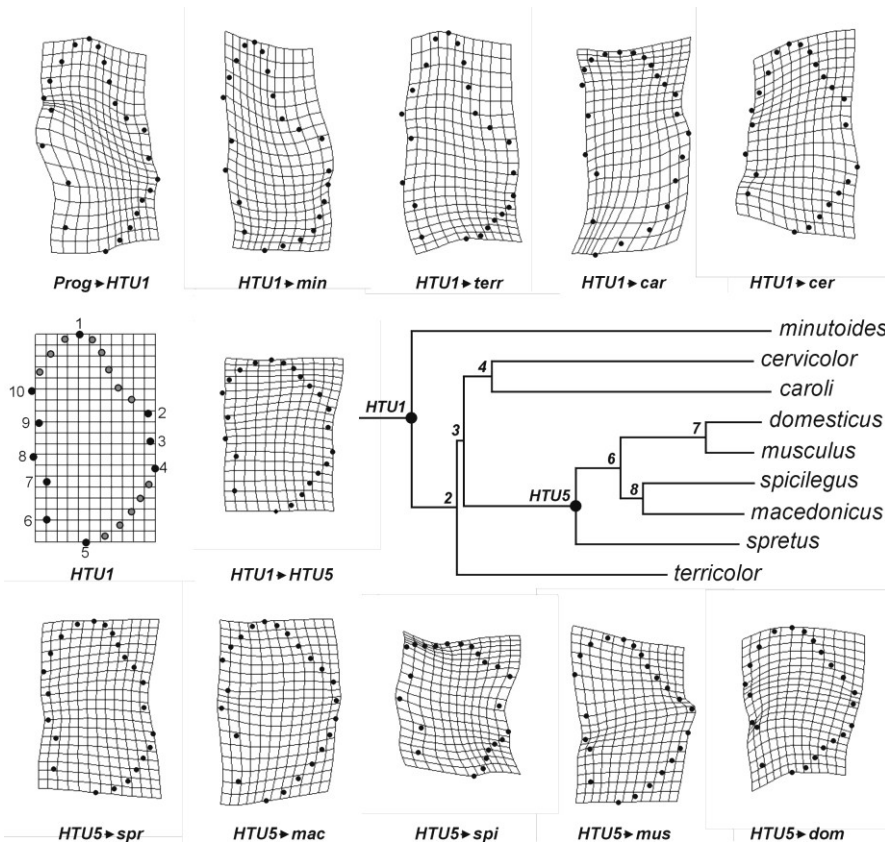 Prog▸HTU1
HTU1▸min
HTU1▸terr
HTU1▸car
HTU1▸cer
1
10
9
8
7
6
2
3
4
5
HTU1
HTU1▸HTU5
HTU1
2
3
4
HTU5
6
7
8
minutoides
cervicolor
caroli
domesticus
musculus
spicilegus
macedonicus
spretus
terricolor
HTU5▸spr
HTU5▸mac
HTU5▸spi
HTU5▸mus
HTU5▸dom